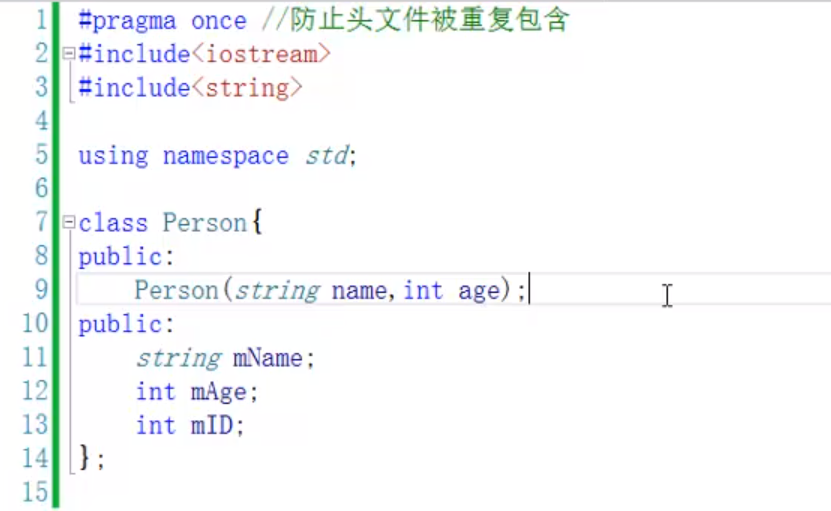 1 #pragma once //防止头文件被重复包含
2 #include<iostream>
3 #include<string>
4
5 using namespace std;
6
7 class Person{
8 public:
9     Person(string name,int age);
10 public:
11     string mName;
12     int mAge;
13     int mID;
14 };
15